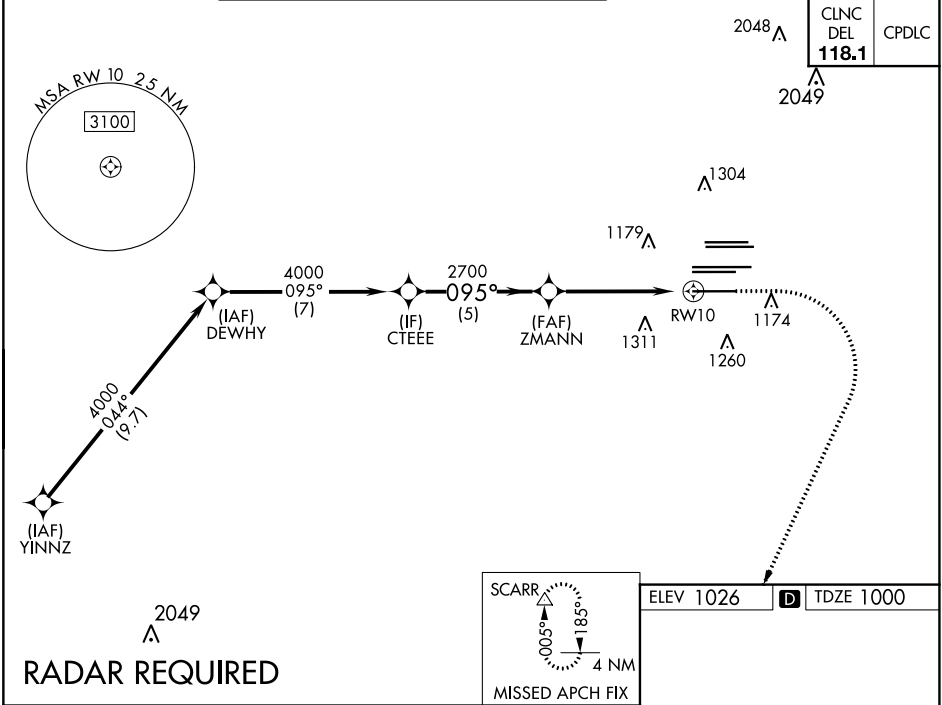 2048
CLNC
DEL
118.1
CPDLC
2049
MSA RW 10 25 NM
3100
1304
1179
4000
095°
(7)
2700
095°
(5)
(IAF)
DEWHY
(IF)
CTEEE
(FAF)
ZMANN
RW10
1174
1311
1260
4000
044°
(9.7)
(IAF)
YINNZ
2049
RADAR REQUIRED
SCARR
005°
185°
4 NM
MISSED APCH FIX
ELEV 1026
D
TDZE 1000